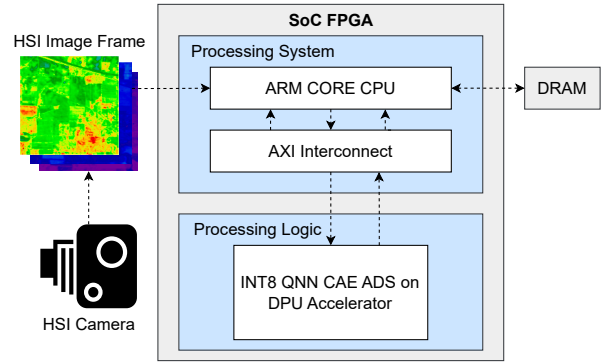 SoC FPGA
HSI Image Frame
Processing System
ARM CORE CPU
DRAM
AXI Interconnect
Processing Logic
INT8 QNN CAE ADS on
DPU Accelerator
HSI Camera